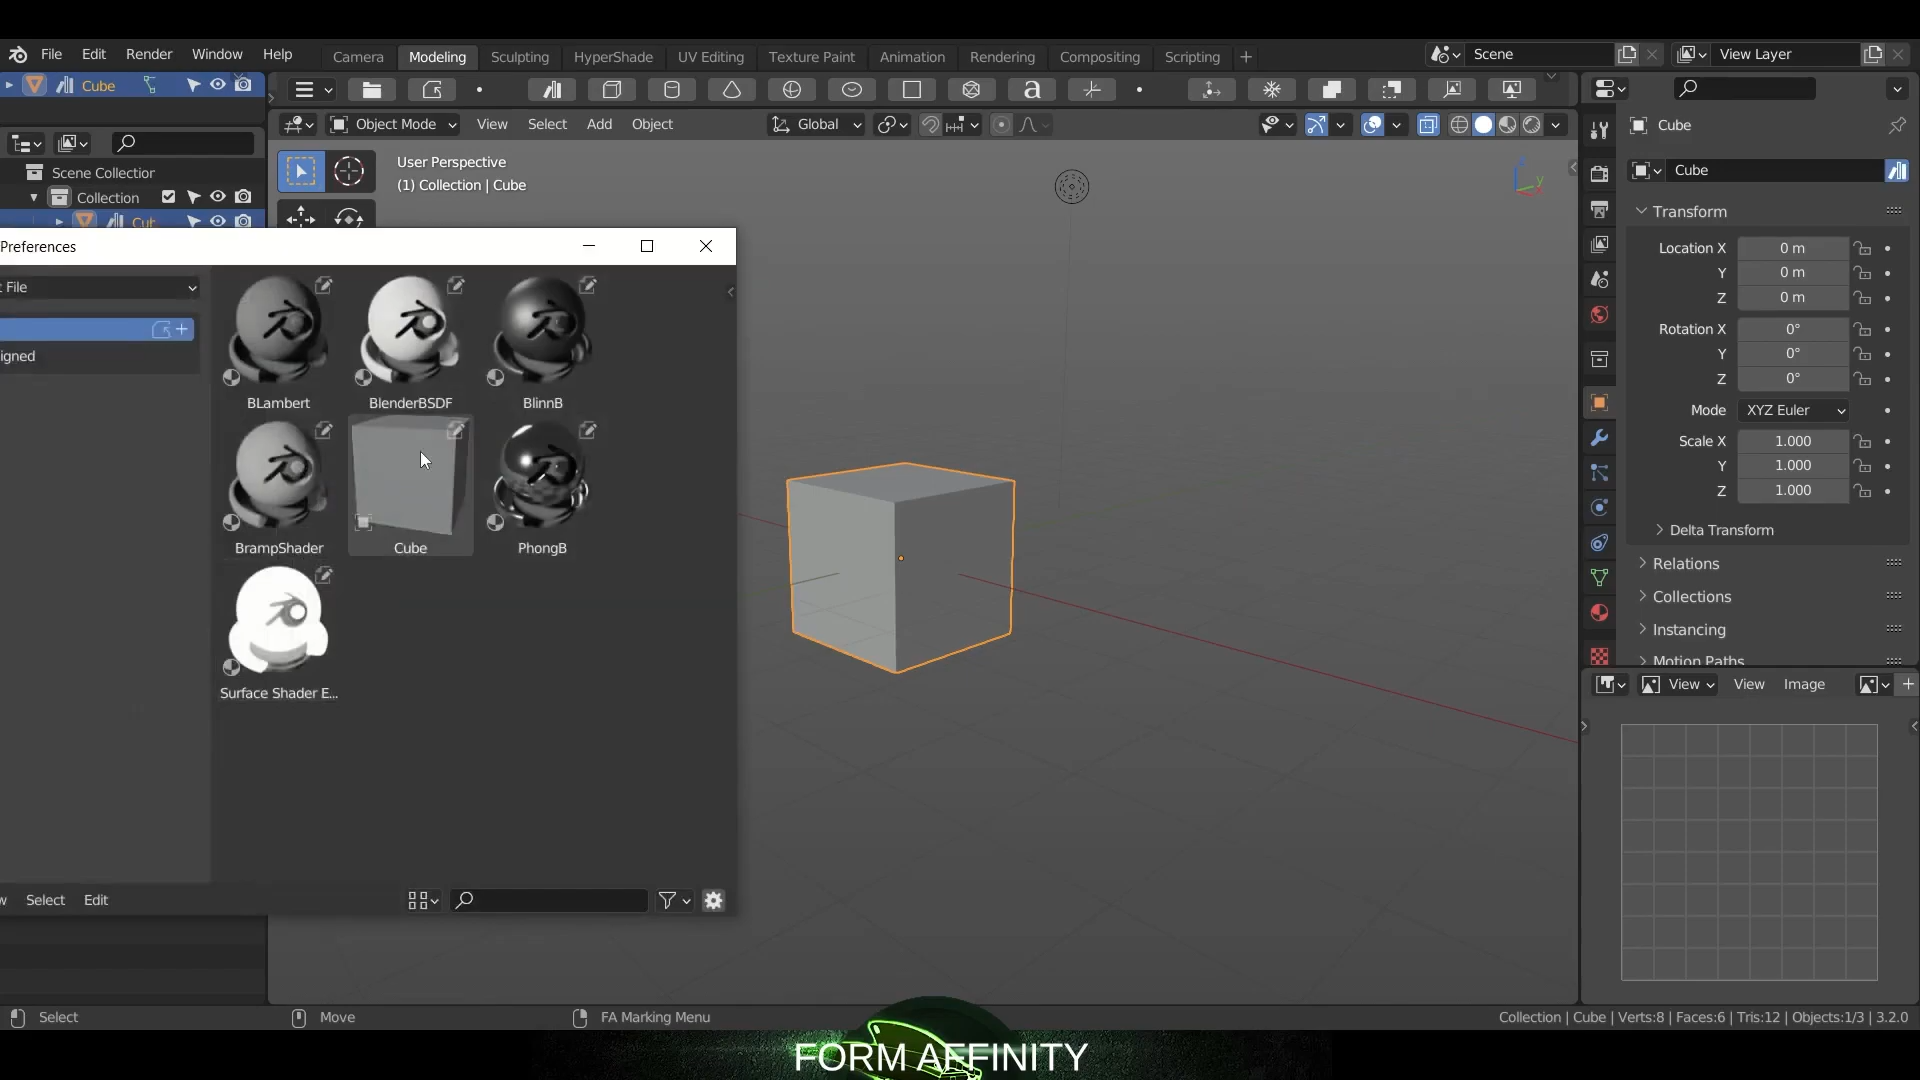 File Edit Render Window Help
Camera Modeling Sculpting HyperShade UV Editing Texture Paint Animation Rendering Compositing Scripting +
Scene
View Layer
Cube
Object Mode View Select Add Object
Global
Scene Collection
Collection
Cub
User Perspective
(1) Collection | Cube
Preferences
File
igned
BLambert BlenderBSDF BlinnB
BrampShader Cube PhongB
Surface Shader E...
Select Edit
Cube
Cube
Transform
Location X 0 m
Y 0 m
Z 0 m
Rotation X 0°
Y 0°
Z 0°
Mode XYZ Euler
Scale X 1.000
Y 1.000
Z 1.000
Delta Transform
Relations
Collections
Instancing
Motion Paths
View View Image
Select Move FA Marking Menu
Collection | Cube | Verts:8 | Faces:6 | Tris:12 | Objects:1/3 | 3.2.0
FORM AFFINITY